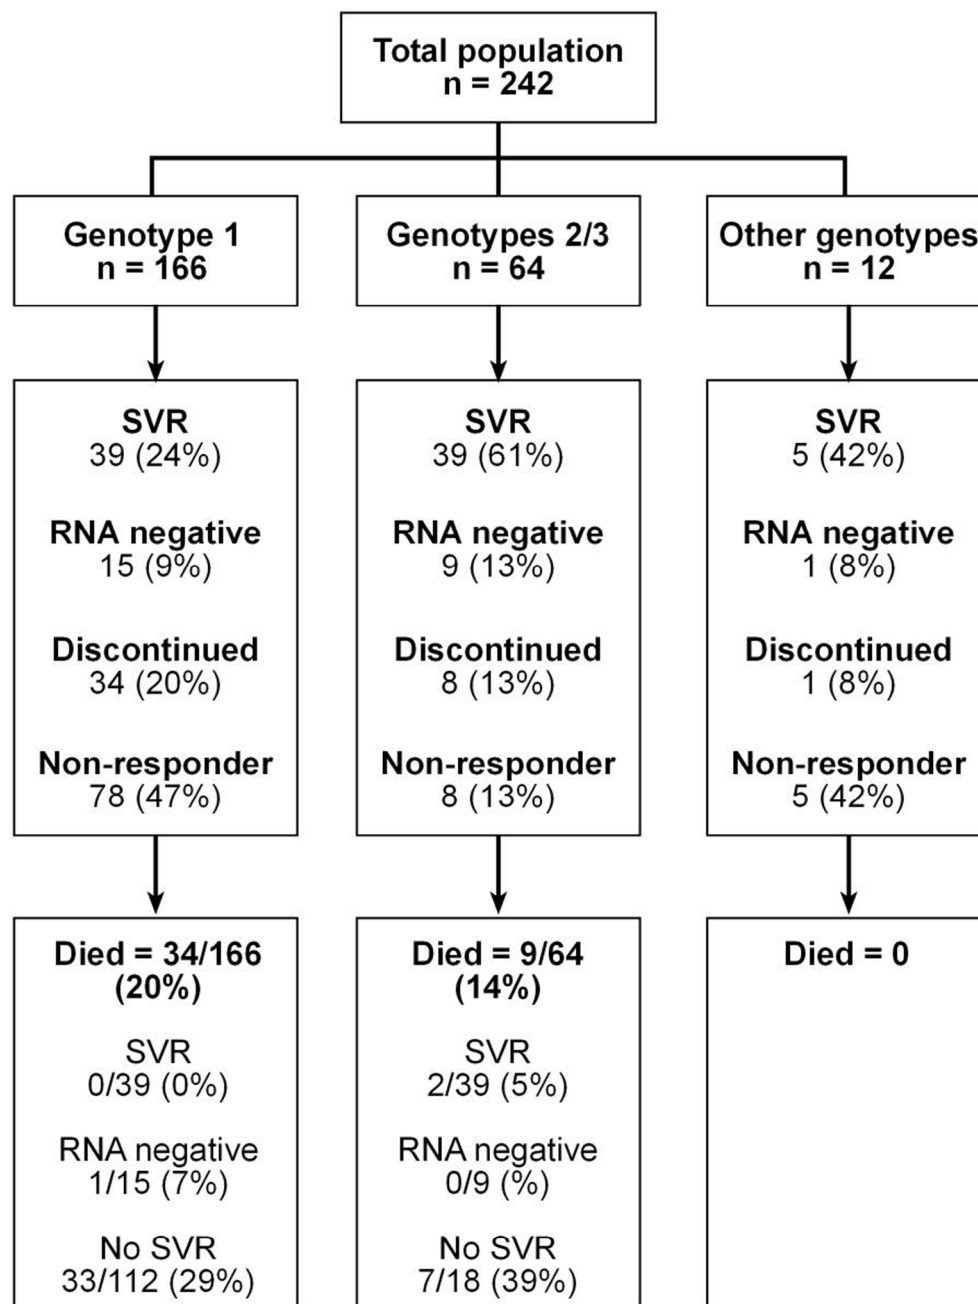 Total population
n = 242
Genotype 1
n = 166
Genotypes 2/3
n = 64
Other genotypes
n = 12
SVR
39 (24%)
RNA negative
15 (9%)
Discontinued
34 (20%)
Non-responder
78 (47%)
SVR
39 (61%)
RNA negative
9 (13%)
Discontinued
8 (13%)
Non-responder
8 (13%)
SVR
5 (42%)
RNA negative
1 (8%)
Discontinued
1 (8%)
Non-responder
5 (42%)
Died = 34/166
(20%)
SVR
0/39 (0%)
RNA negative
1/15 (7%)
No SVR
33/112 (29%)
Died = 9/64
(14%)
SVR
2/39 (5%)
RNA negative
0/9 (%)
No SVR
7/18 (39%)
Died = 0